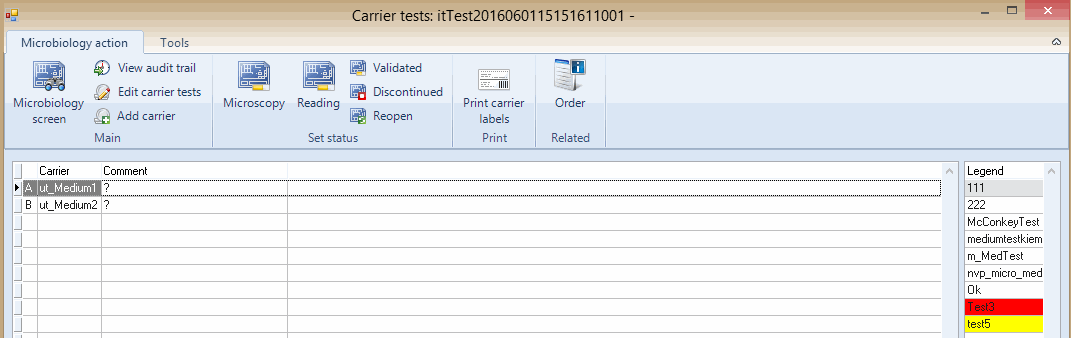 Carrier tests: itTest2016060115151611001 -
Microbiology action Tools
View audit trail
Edit carrier tests
Add carrier
Microbiology
screen
Main
Microscopy
Reading
Validated
Discontinued
Reopen
Set status
Print carrier
labels
Print
Order
Related
Carrier Comment
A ut_Medium1 ?
B ut_Medium2 ?
Legend
111
222
McConkeyTest
mediumtestkiem
m_MedTest
nvp_micro_med
Ok
Test3
test5